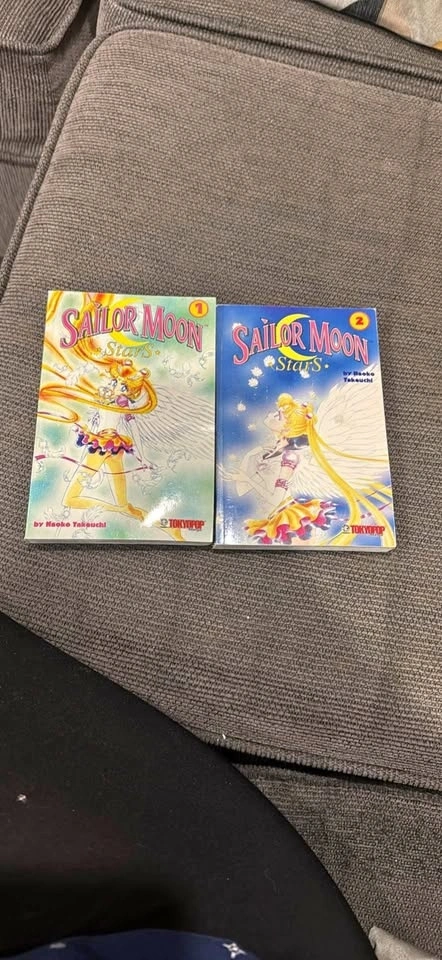 1
SAILOR MOON
StarS
by Naoko Takeuchi
TOKYOPOP
2
SAILOR MOON
StarS
by Naoko
Takeuchi
TOKYOPOP